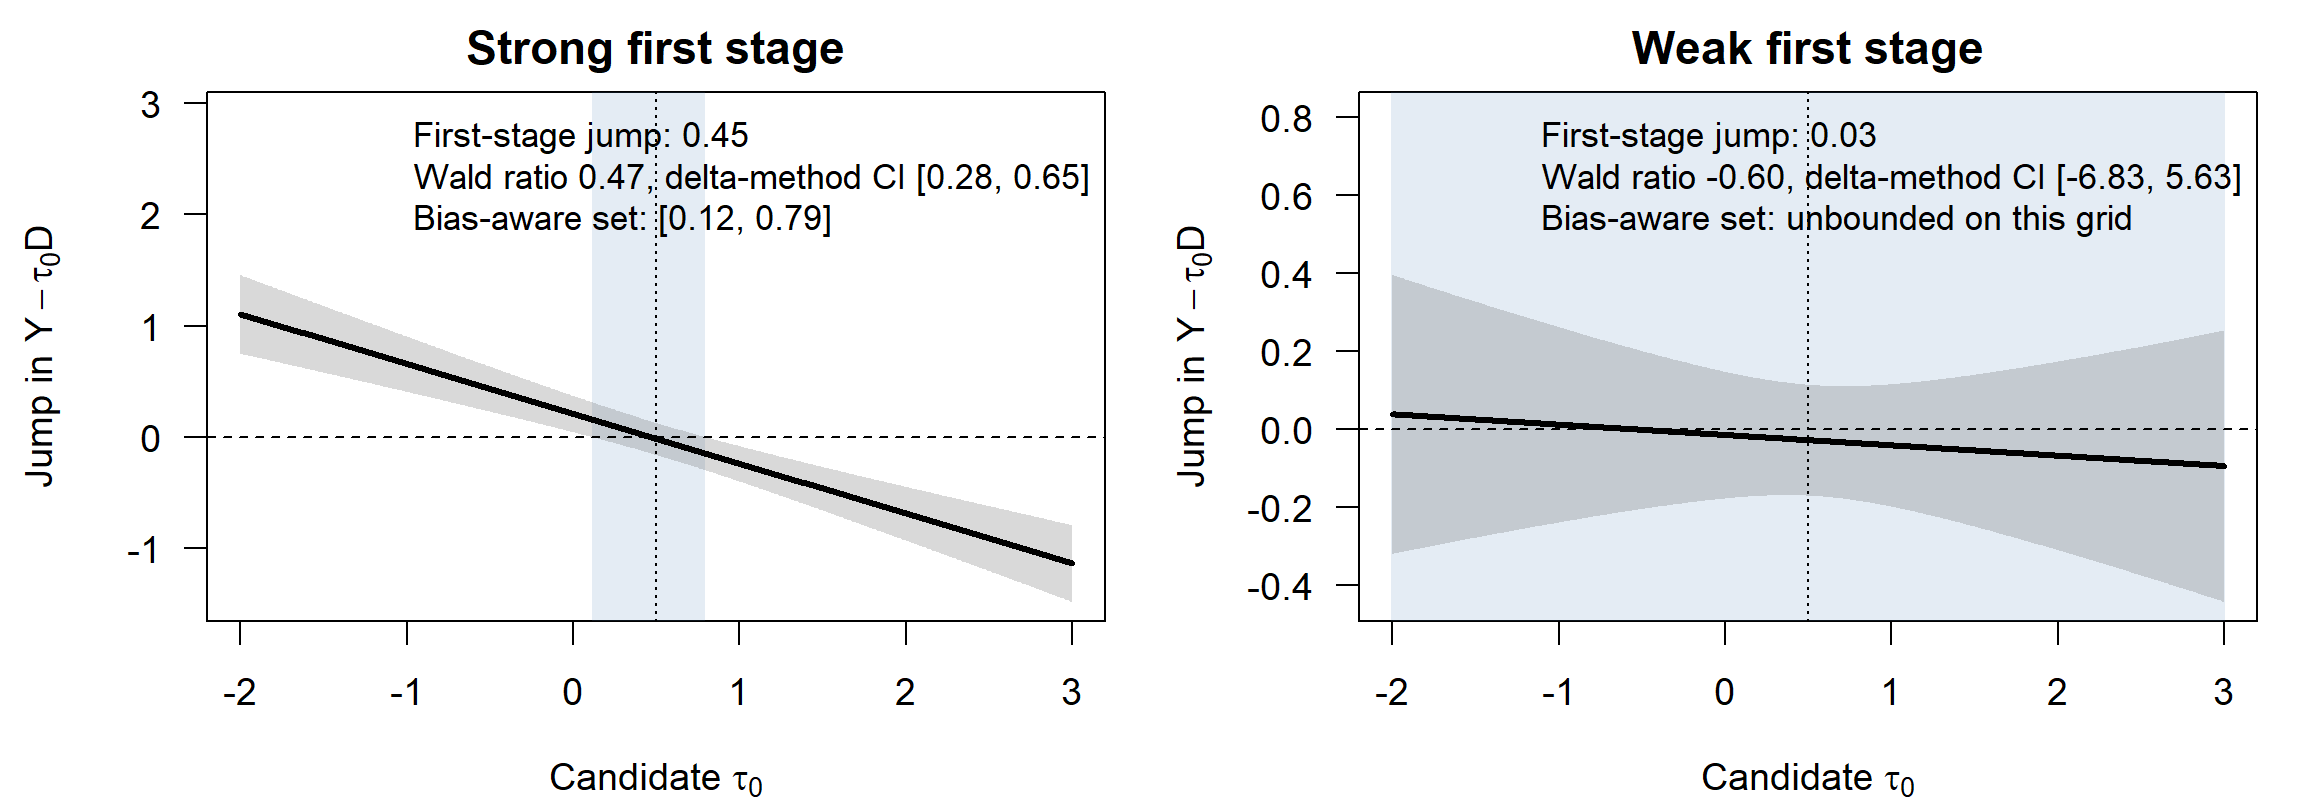 Strong first stage
First-stage jump: 0.45
Wald ratio 0.47, delta-method CI [0.28, 0.65]
Bias-aware set: [0.12, 0.79]
3
2
1
0
-1
Jump in Y − τ₀D
-2 -1 0 1 2 3
Candidate τ₀
Weak first stage
First-stage jump: 0.03
Wald ratio -0.60, delta-method CI [-6.83, 5.63]
Bias-aware set: unbounded on this grid
0.8
0.6
0.4
0.2
0.0
-0.2
-0.4
Jump in Y − τ₀D
-2 -1 0 1 2 3
Candidate τ₀